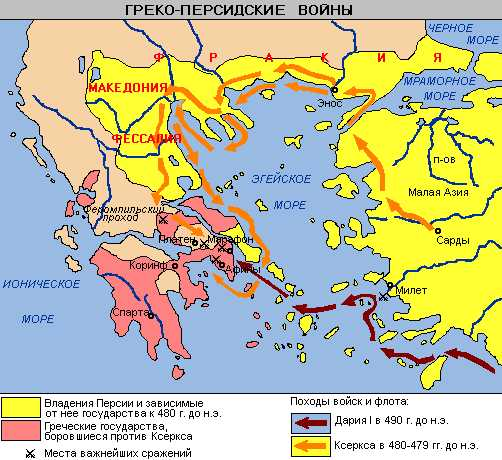 ГРЕКО-ПЕРСИДСКИЕ ВОЙНЫ
ЧЕРНОЕ
МОРЕ
ФРАКИЯ
МРАМОРНОЕ
МОРЕ
МАКЕДОНИЯ
Энос
ФЕССАЛИЯ
п-ов
Малая Азия
ЭГЕЙСКОЕ
МОРЕ
Фермопильский
проход
Платеи
Марафон
Сарды
Коринф
Афины
ИОНИЧЕСКОЕ
МОРЕ
Милет
Спарта
Владения Персии и зависимые
от нее государства к 480 г. до н.э.
Греческие государства,
боровшиеся против Ксеркса
Места важнейших сражений
Походы войск и флота:
Дария I в 490 г. до н.э.
Ксеркса в 480-479 гг. до н.э.